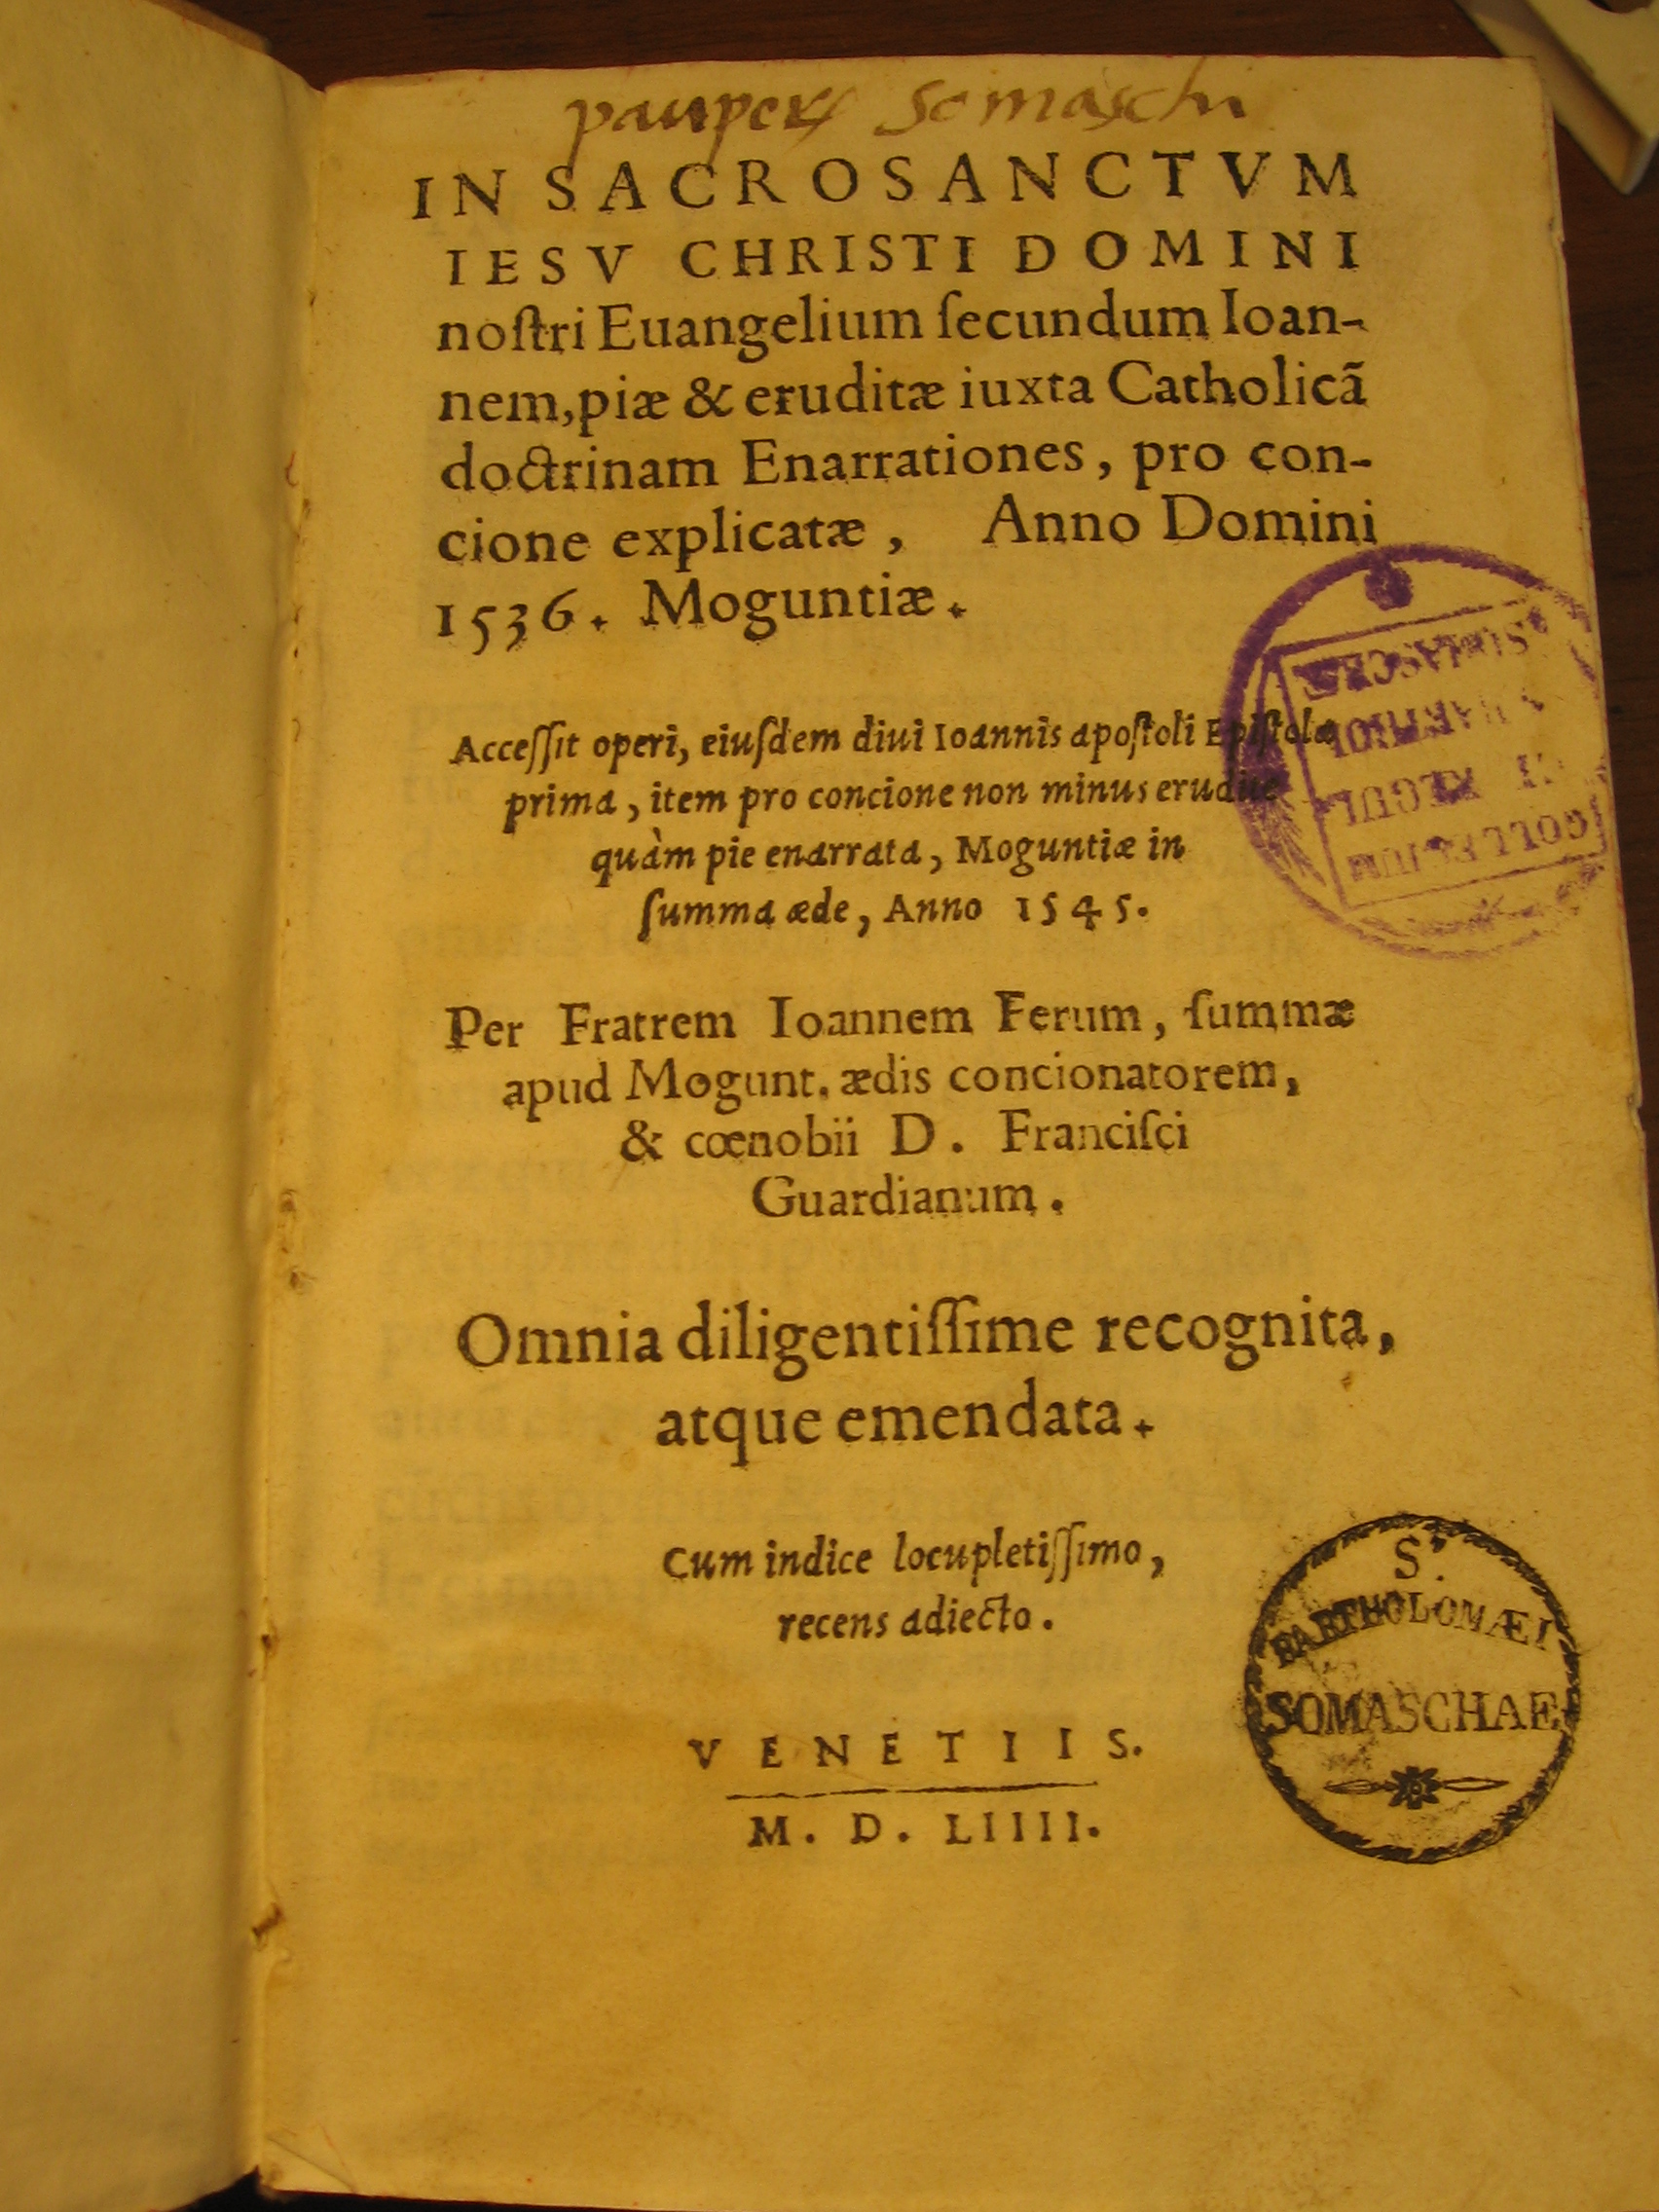 pauper Somaschi
IN SACROSANCTVM
IESV CHRISTI DOMINI
noſtri Euangelium ſecundum Ioan-
nem, piæ & eruditæ iuxta Catholicã
doctrinam Enarrationes, pro con-
cione explicatæ, Anno Domini
1536. Moguntiæ.
Acceſſit operi, eiuſdem diui Ioannis apoſtoli Epiſtola
prima, item pro concione non minus erudite
quàm pie enarrata, Moguntiæ in
ſumma æde, Anno 1545.
Per Fratrem Ioannem Ferum, ſummæ
apud Mogunt. ædis concionatorem,
& cœnobii D. Franciſci
Guardianum.
Omnia diligentiſſime recognita,
atque emendata.
Cum indice locupletiſſimo,
recens adiecto.
VENETIIS.
M. D. LIIII.
COLLEGIUM
SOMASCHÆ
S.
BARTHOLOMÆI
SOMASCHAE